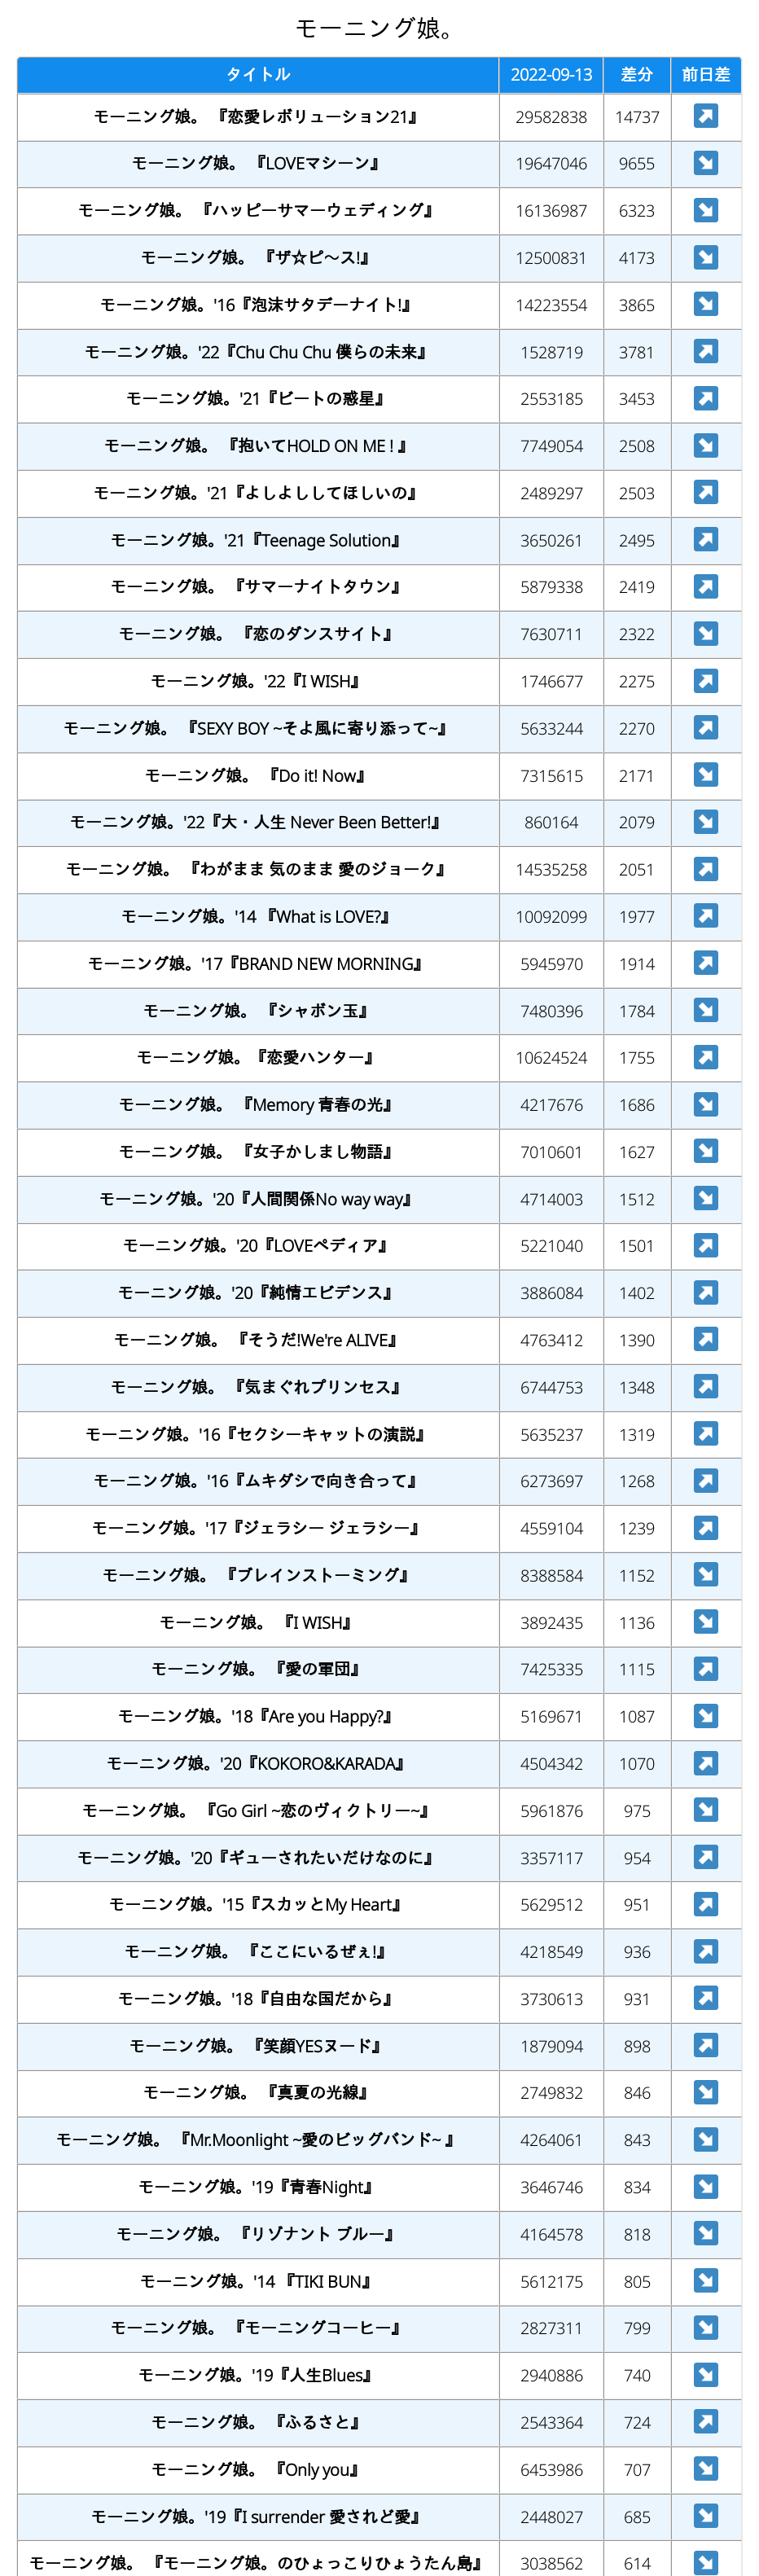 モーニング娘。
タイトル 2022-09-13 差分 前日差
モーニング娘。 『恋愛レボリューション21』 29582838 14737 ↗
モーニング娘。 『LOVEマシーン』 19647046 9655 ↘
モーニング娘。 『ハッピーサマーウェディング』 16136987 6323 ↘
モーニング娘。 『ザ☆ピ〜ス!』 12500831 4173 ↘
モーニング娘。'16『泡沫サタデーナイト!』 14223554 3865 ↘
モーニング娘。'22『Chu Chu Chu 僕らの未来』 1528719 3781 ↗
モーニング娘。'21『ビートの惑星』 2553185 3453 ↗
モーニング娘。 『抱いてHOLD ON ME ! 』 7749054 2508 ↘
モーニング娘。'21『よしよししてほしいの』 2489297 2503 ↗
モーニング娘。'21『Teenage Solution』 3650261 2495 ↗
モーニング娘。 『サマーナイトタウン』 5879338 2419 ↗
モーニング娘。 『恋のダンスサイト』 7630711 2322 ↘
モーニング娘。'22『I WISH』 1746677 2275 ↗
モーニング娘。 『SEXY BOY ~そよ風に寄り添って~』 5633244 2270 ↗
モーニング娘。 『Do it! Now』 7315615 2171 ↘
モーニング娘。'22『大・人生 Never Been Better!』 860164 2079 ↘
モーニング娘。 『わがまま 気のまま 愛のジョーク』 14535258 2051 ↗
モーニング娘。'14 『What is LOVE?』 10092099 1977 ↗
モーニング娘。'17『BRAND NEW MORNING』 5945970 1914 ↗
モーニング娘。 『シャボン玉』 7480396 1784 ↘
モーニング娘。『恋愛ハンター』 10624524 1755 ↗
モーニング娘。 『Memory 青春の光』 4217676 1686 ↘
モーニング娘。 『女子かしまし物語』 7010601 1627 ↘
モーニング娘。'20『人間関係No way way』 4714003 1512 ↘
モーニング娘。'20『LOVEペディア』 5221040 1501 ↗
モーニング娘。'20『純情エビデンス』 3886084 1402 ↗
モーニング娘。 『そうだ!We're ALIVE』 4763412 1390 ↗
モーニング娘。 『気まぐれプリンセス』 6744753 1348 ↗
モーニング娘。'16『セクシーキャットの演説』 5635237 1319 ↗
モーニング娘。'16『ムキダシで向き合って』 6273697 1268 ↗
モーニング娘。'17『ジェラシー ジェラシー』 4559104 1239 ↗
モーニング娘。 『ブレインストーミング』 8388584 1152 ↘
モーニング娘。 『I WISH』 3892435 1136 ↘
モーニング娘。 『愛の軍団』 7425335 1115 ↗
モーニング娘。'18『Are you Happy?』 5169671 1087 ↘
モーニング娘。'20『KOKORO&KARADA』 4504342 1070 ↗
モーニング娘。 『Go Girl ~恋のヴィクトリー~』 5961876 975 ↘
モーニング娘。'20『ギューされたいだけなのに』 3357117 954 ↗
モーニング娘。'15『スカッとMy Heart』 5629512 951 ↗
モーニング娘。 『ここにいるぜぇ!』 4218549 936 ↗
モーニング娘。'18『自由な国だから』 3730613 931 ↗
モーニング娘。 『笑顔YESヌード』 1879094 898 ↗
モーニング娘。 『真夏の光線』 2749832 846 ↘
モーニング娘。 『Mr.Moonlight ~愛のビッグバンド~ 』 4264061 843 ↘
モーニング娘。'19『青春Night』 3646746 834 ↘
モーニング娘。 『リゾナント ブルー』 4164578 818 ↘
モーニング娘。'14 『TIKI BUN』 5612175 805 ↘
モーニング娘。 『モーニングコーヒー』 2827311 799 ↘
モーニング娘。'19『人生Blues』 2940886 740 ↘
モーニング娘。 『ふるさと』 2543364 724 ↗
モーニング娘。 『Only you』 6453986 707 ↘
モーニング娘。'19『I surrender 愛されど愛』 2448027 685 ↘
モーニング娘。 『モーニング娘。のひょっこりひょうたん島』 3038562 614 ↘